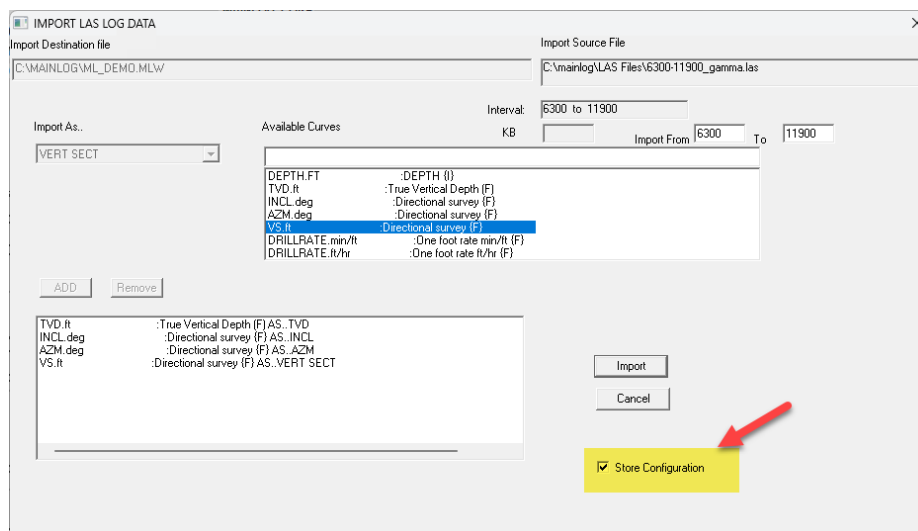 IMPORT LAS LOG DATA
Import Destination file
Import Source File
C:\MAINLOG\ML_DEMO.MLW
C:\mainlog\LAS Files\6300-11900_gamma.las
Interval: 6300 to 11900
Import As..
Available Curves
KB
Import From 6300 To 11900
VERT SECT
DEPTH.FT :DEPTH {I}
TVD.ft :True Vertical Depth {F}
INCL.deg :Directional survey {F}
AZM.deg :Directional survey {F}
VS.ft :Directional survey {F}
DRILLRATE.min/ft :One foot rate min/ft {F}
DRILLRATE.ft/hr :One foot rate ft/hr {F}
ADD Remove
TVD.ft :True Vertical Depth {F} AS..TVD
INCL.deg :Directional survey {F} AS..INCL
AZM.deg :Directional survey {F} AS..AZM
VS.ft :Directional survey {F} AS..VERT SECT
Import
Cancel
Store Configuration